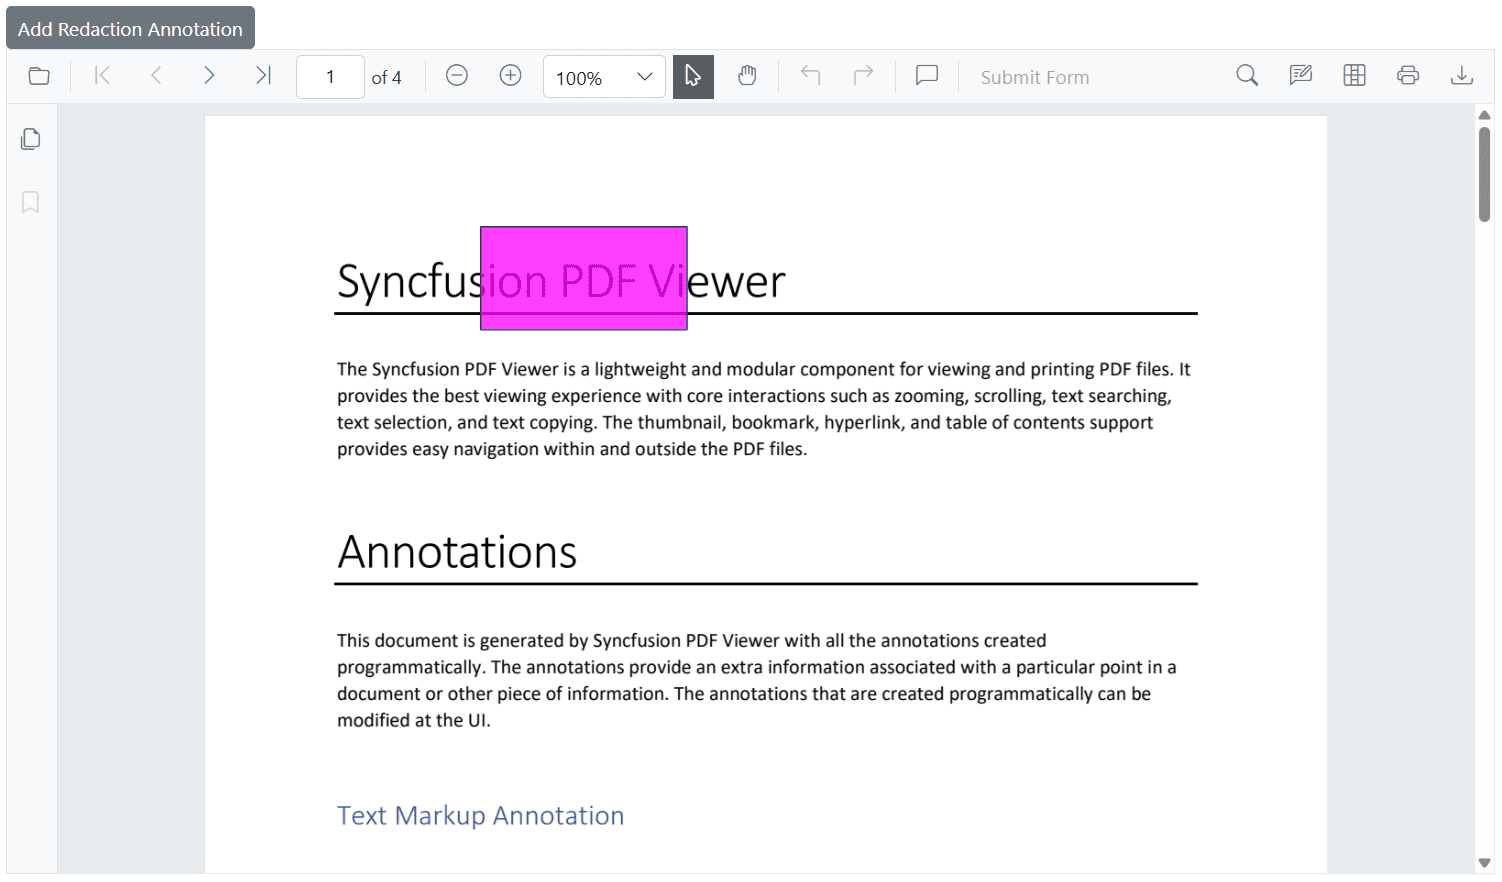 Add Redaction Annotation
1 of 4 100% Submit Form
Syncfusion PDF Viewer
The Syncfusion PDF Viewer is a lightweight and modular component for viewing and printing PDF files. It
provides the best viewing experience with core interactions such as zooming, scrolling, text searching,
text selection, and text copying. The thumbnail, bookmark, hyperlink, and table of contents support
provides easy navigation within and outside the PDF files.
Annotations
This document is generated by Syncfusion PDF Viewer with all the annotations created
programmatically. The annotations provide an extra information associated with a particular point in a
document or other piece of information. The annotations that are created programmatically can be
modified at the UI.
Text Markup Annotation